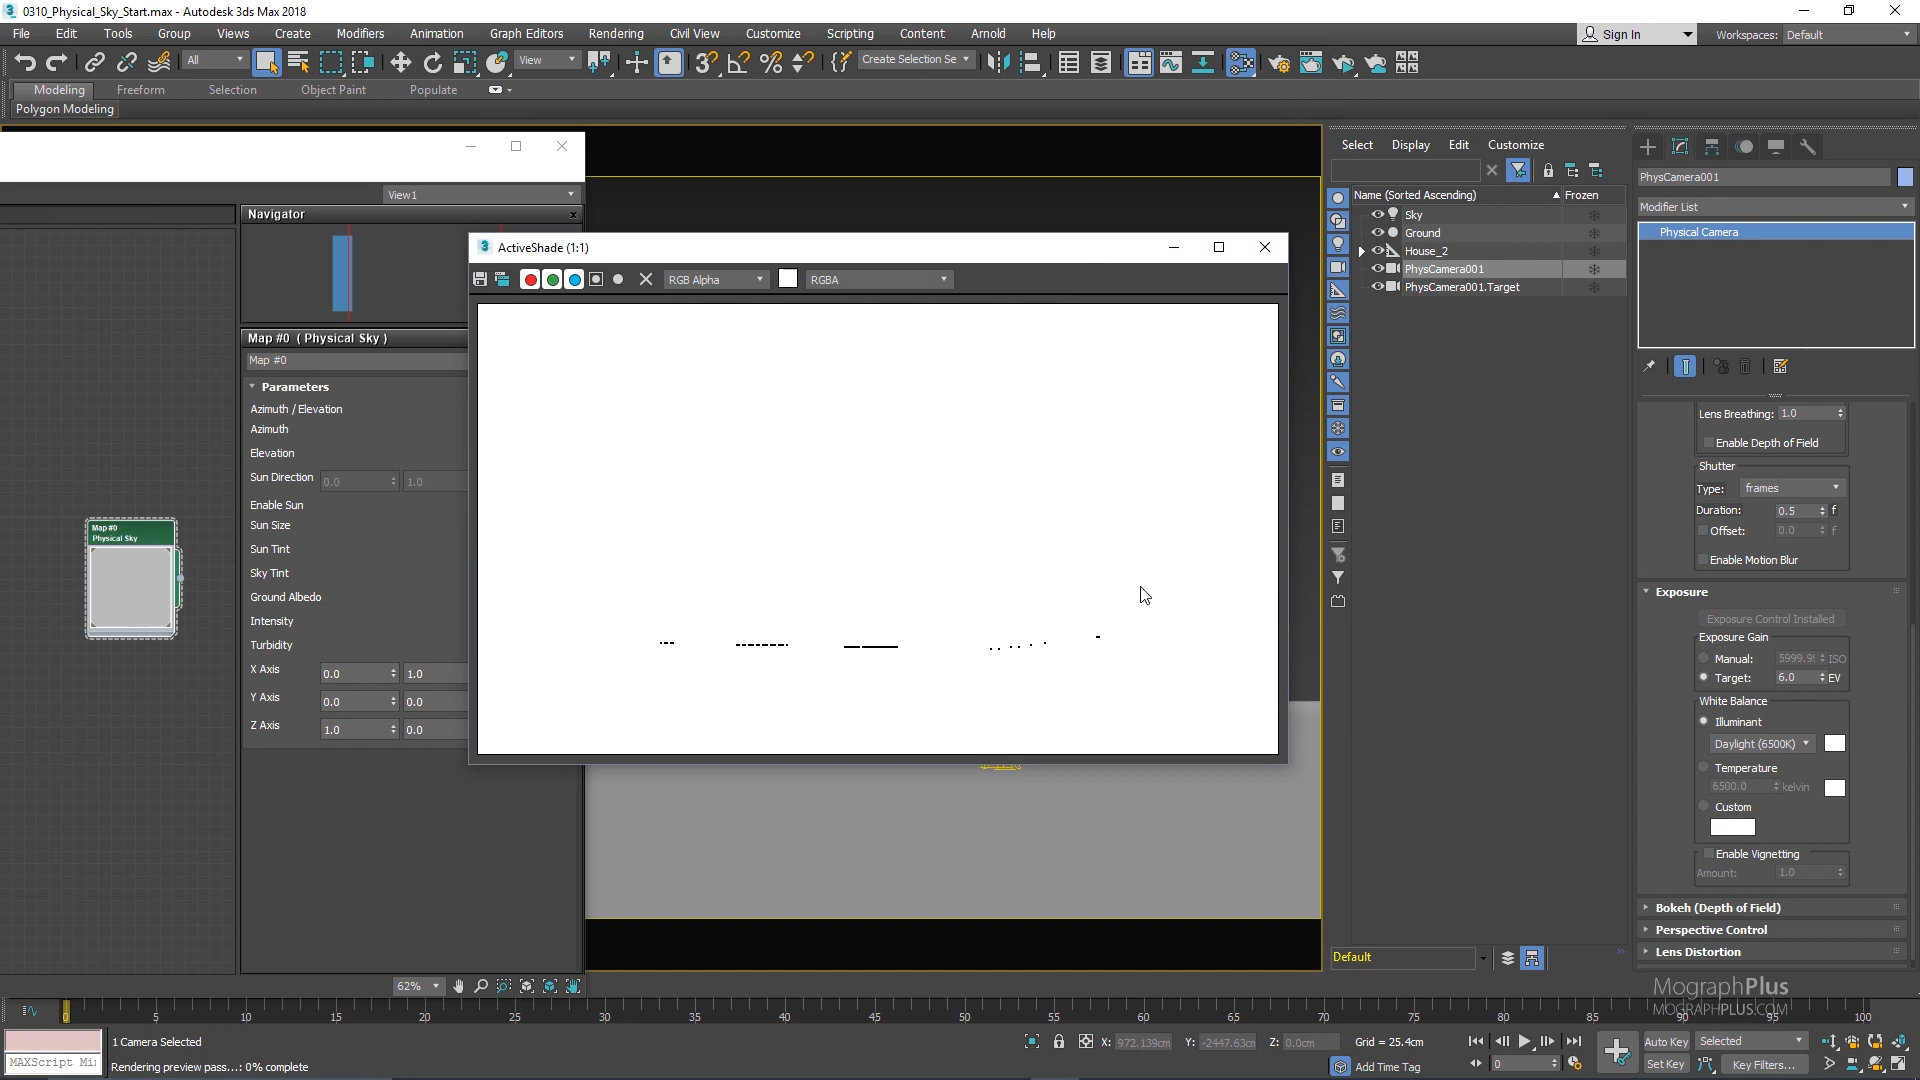 0310_Physical_Sky_Start.max - Autodesk 3ds Max 2018
File Edit Tools Group Views Create Modifiers Animation Graph Editors Rendering Civil View Customize Scripting Content Arnold Help
Sign In Workspaces: Default
All View Create Selection Se
Modeling Freeform Selection Object Paint Populate
Polygon Modeling
View1
Navigator
Map #0 ( Physical Sky )
Map #0
Parameters
Azimuth / Elevation
Azimuth
Elevation
Sun Direction 0.0 1.0
Enable Sun
Sun Size
Sun Tint
Sky Tint
Ground Albedo
Intensity
Turbidity
X Axis 0.0 1.0
Y Axis 0.0 0.0
Z Axis 1.0 0.0
Map #0
Physical Sky
62%
ActiveShade (1:1)
RGB Alpha RGBA
Select Display Edit Customize
Name (Sorted Ascending) Frozen
Sky
Ground
House_2
PhysCamera001
PhysCamera001.Target
Default
PhysCamera001
Modifier List
Physical Camera
Lens Breathing: 1.0
Enable Depth of Field
Shutter
Type: frames
Duration: 0.5 f
Offset: 0.0 f
Enable Motion Blur
Exposure
Exposure Control Installed
Exposure Gain
Manual: ISO
Target: 6.0 EV
White Balance
Illuminant
Daylight (6500K)
Temperature
6500.0 kelvin
Custom
Enable Vignetting
Amount: 1.0
Bokeh (Depth of Field)
Perspective Control
Lens Distortion
MographPlus
MOGRAPHPLUS.COM
0 5 10 15 20 25 30 35 40 45 50 55 60 65 70 75 80 85 90 95 100
1 Camera Selected X: 972.139cm Y: -2447.63cm Z: 0.0cm Grid = 25.4cm Auto Key Selected
MAXScript Mi Rendering preview pass...: 0% complete Add Time Tag 0 Set Key Key Filters...